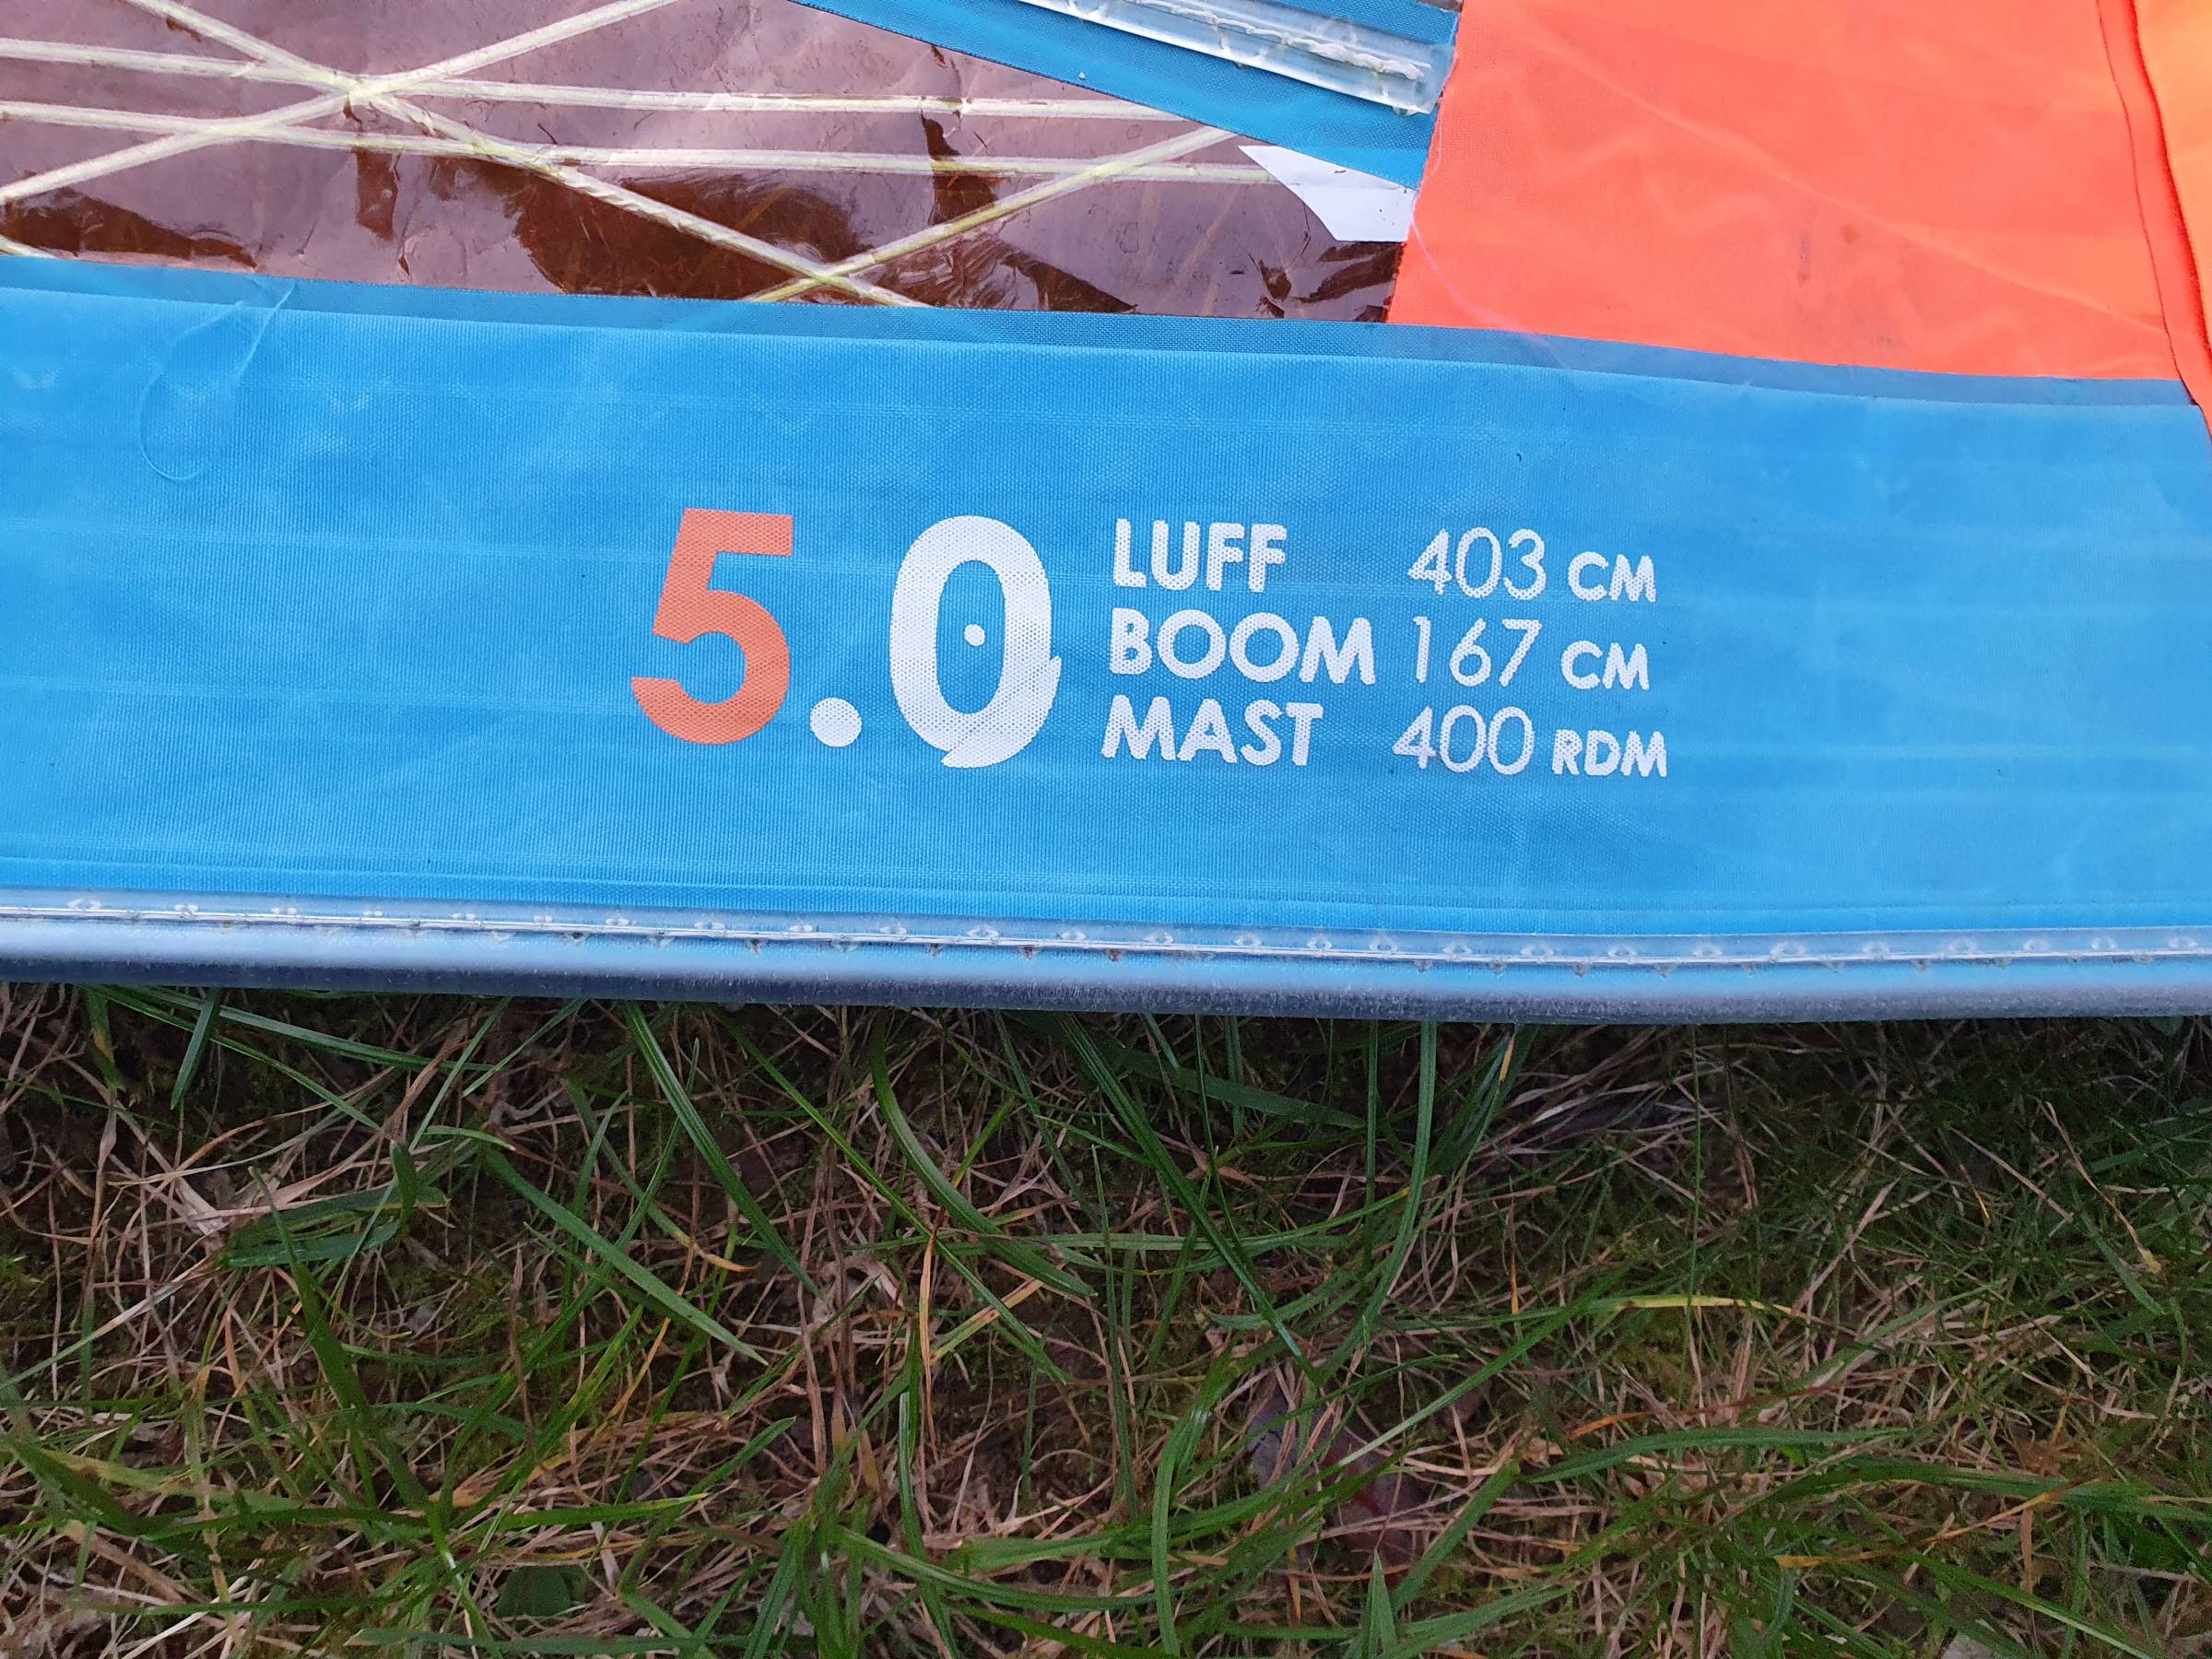 5.0
LUFF 403 CM
BOOM 167 CM
MAST 400 RDM